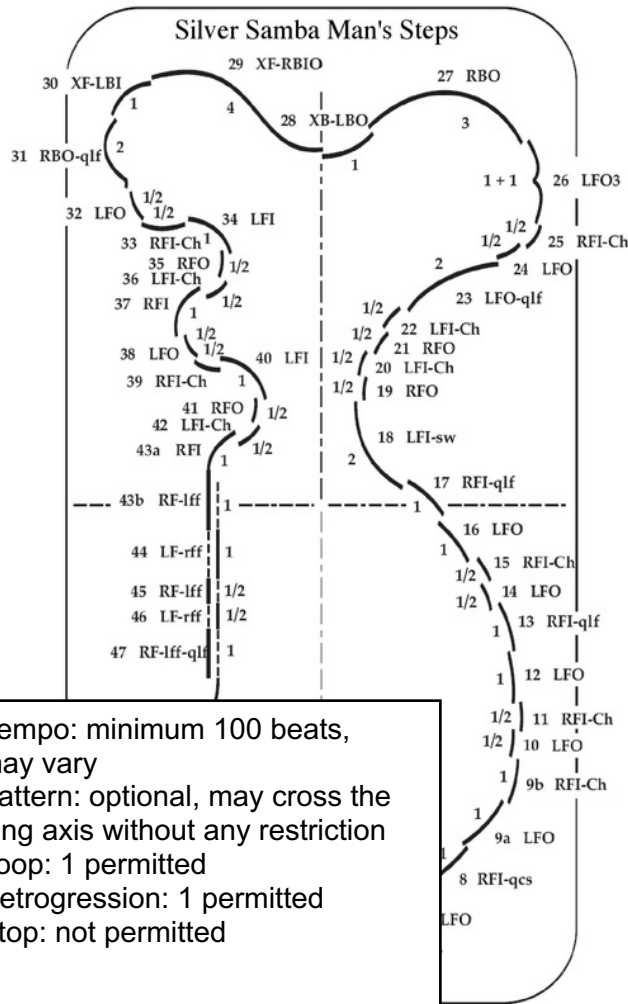 Silver Samba Man's Steps
29 XF-RBIO
30 XF-LBI
27 RBO
1
4
28 XB-LBO
3
31 RBO-qlf
2
1
1 + 1
26 LFO3
1/2
32 LFO
1/2
34 LFI
1/2
25 RFI-Ch
33 RFI-Ch
1
1/2
24 LFO
35 RFO
1/2
2
36 LFI-Ch
23 LFO-qlf
37 RFI
1/2
1/2
22 LFI-Ch
1
1/2
21 RFO
1/2
38 LFO
1/2
40 LFI
1/2
20 LFI-Ch
39 RFI-Ch
1
1/2
19 RFO
41 RFO
1/2
42 LFI-Ch
18 LFI-sw
43a RFI
1/2
1
2
17 RFI-qlf
43b RF-lff
1
1
16 LFO
44 LF-rff
1
1
15 RFI-Ch
1/2
14 LFO
45 RF-lff
1/2
1/2
13 RFI-qlf
46 LF-rff
1/2
1
47 RF-lff-qlf
1
12 LFO
1
1/2
11 RFI-Ch
1/2
10 LFO
1
9b RFI-Ch
1
9a LFO
1
8 RFI-qcs
LFO
empo: minimum 100 beats,
may vary
attern: optional, may cross the
ng axis without any restriction
oop: 1 permitted
etrogression: 1 permitted
top: not permitted